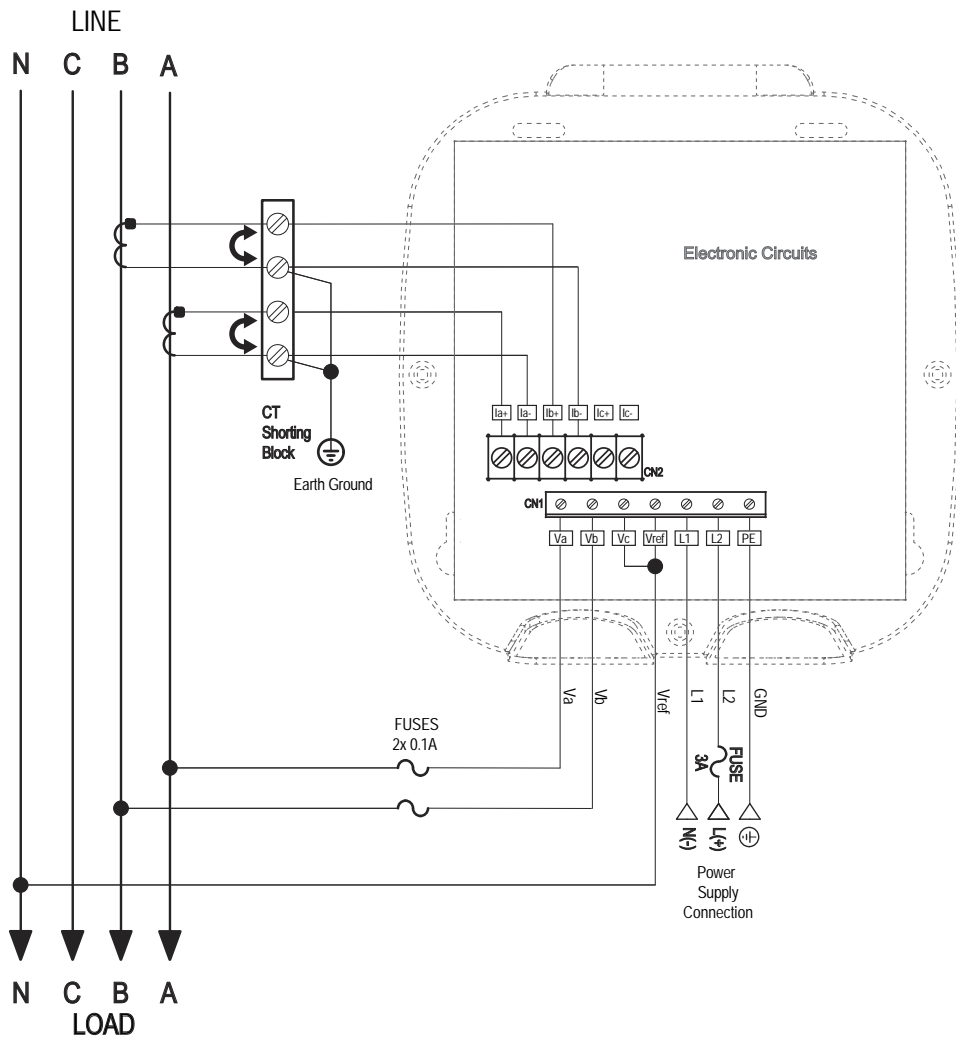 LINE
N C B A
Electronic Circuits
CT
Shorting
Block
Earth Ground
Ia+ Ia- Ib+ Ib- Ic+ Ic-
CN2
CN1
Va Vb Vc Vref L1 L2 PE
Va Vb Vref L1 L2 GND
FUSES
2x 0.1A
FUSE
3A
N(-) L(+)
Power
Supply
Connection
N C B A
LOAD